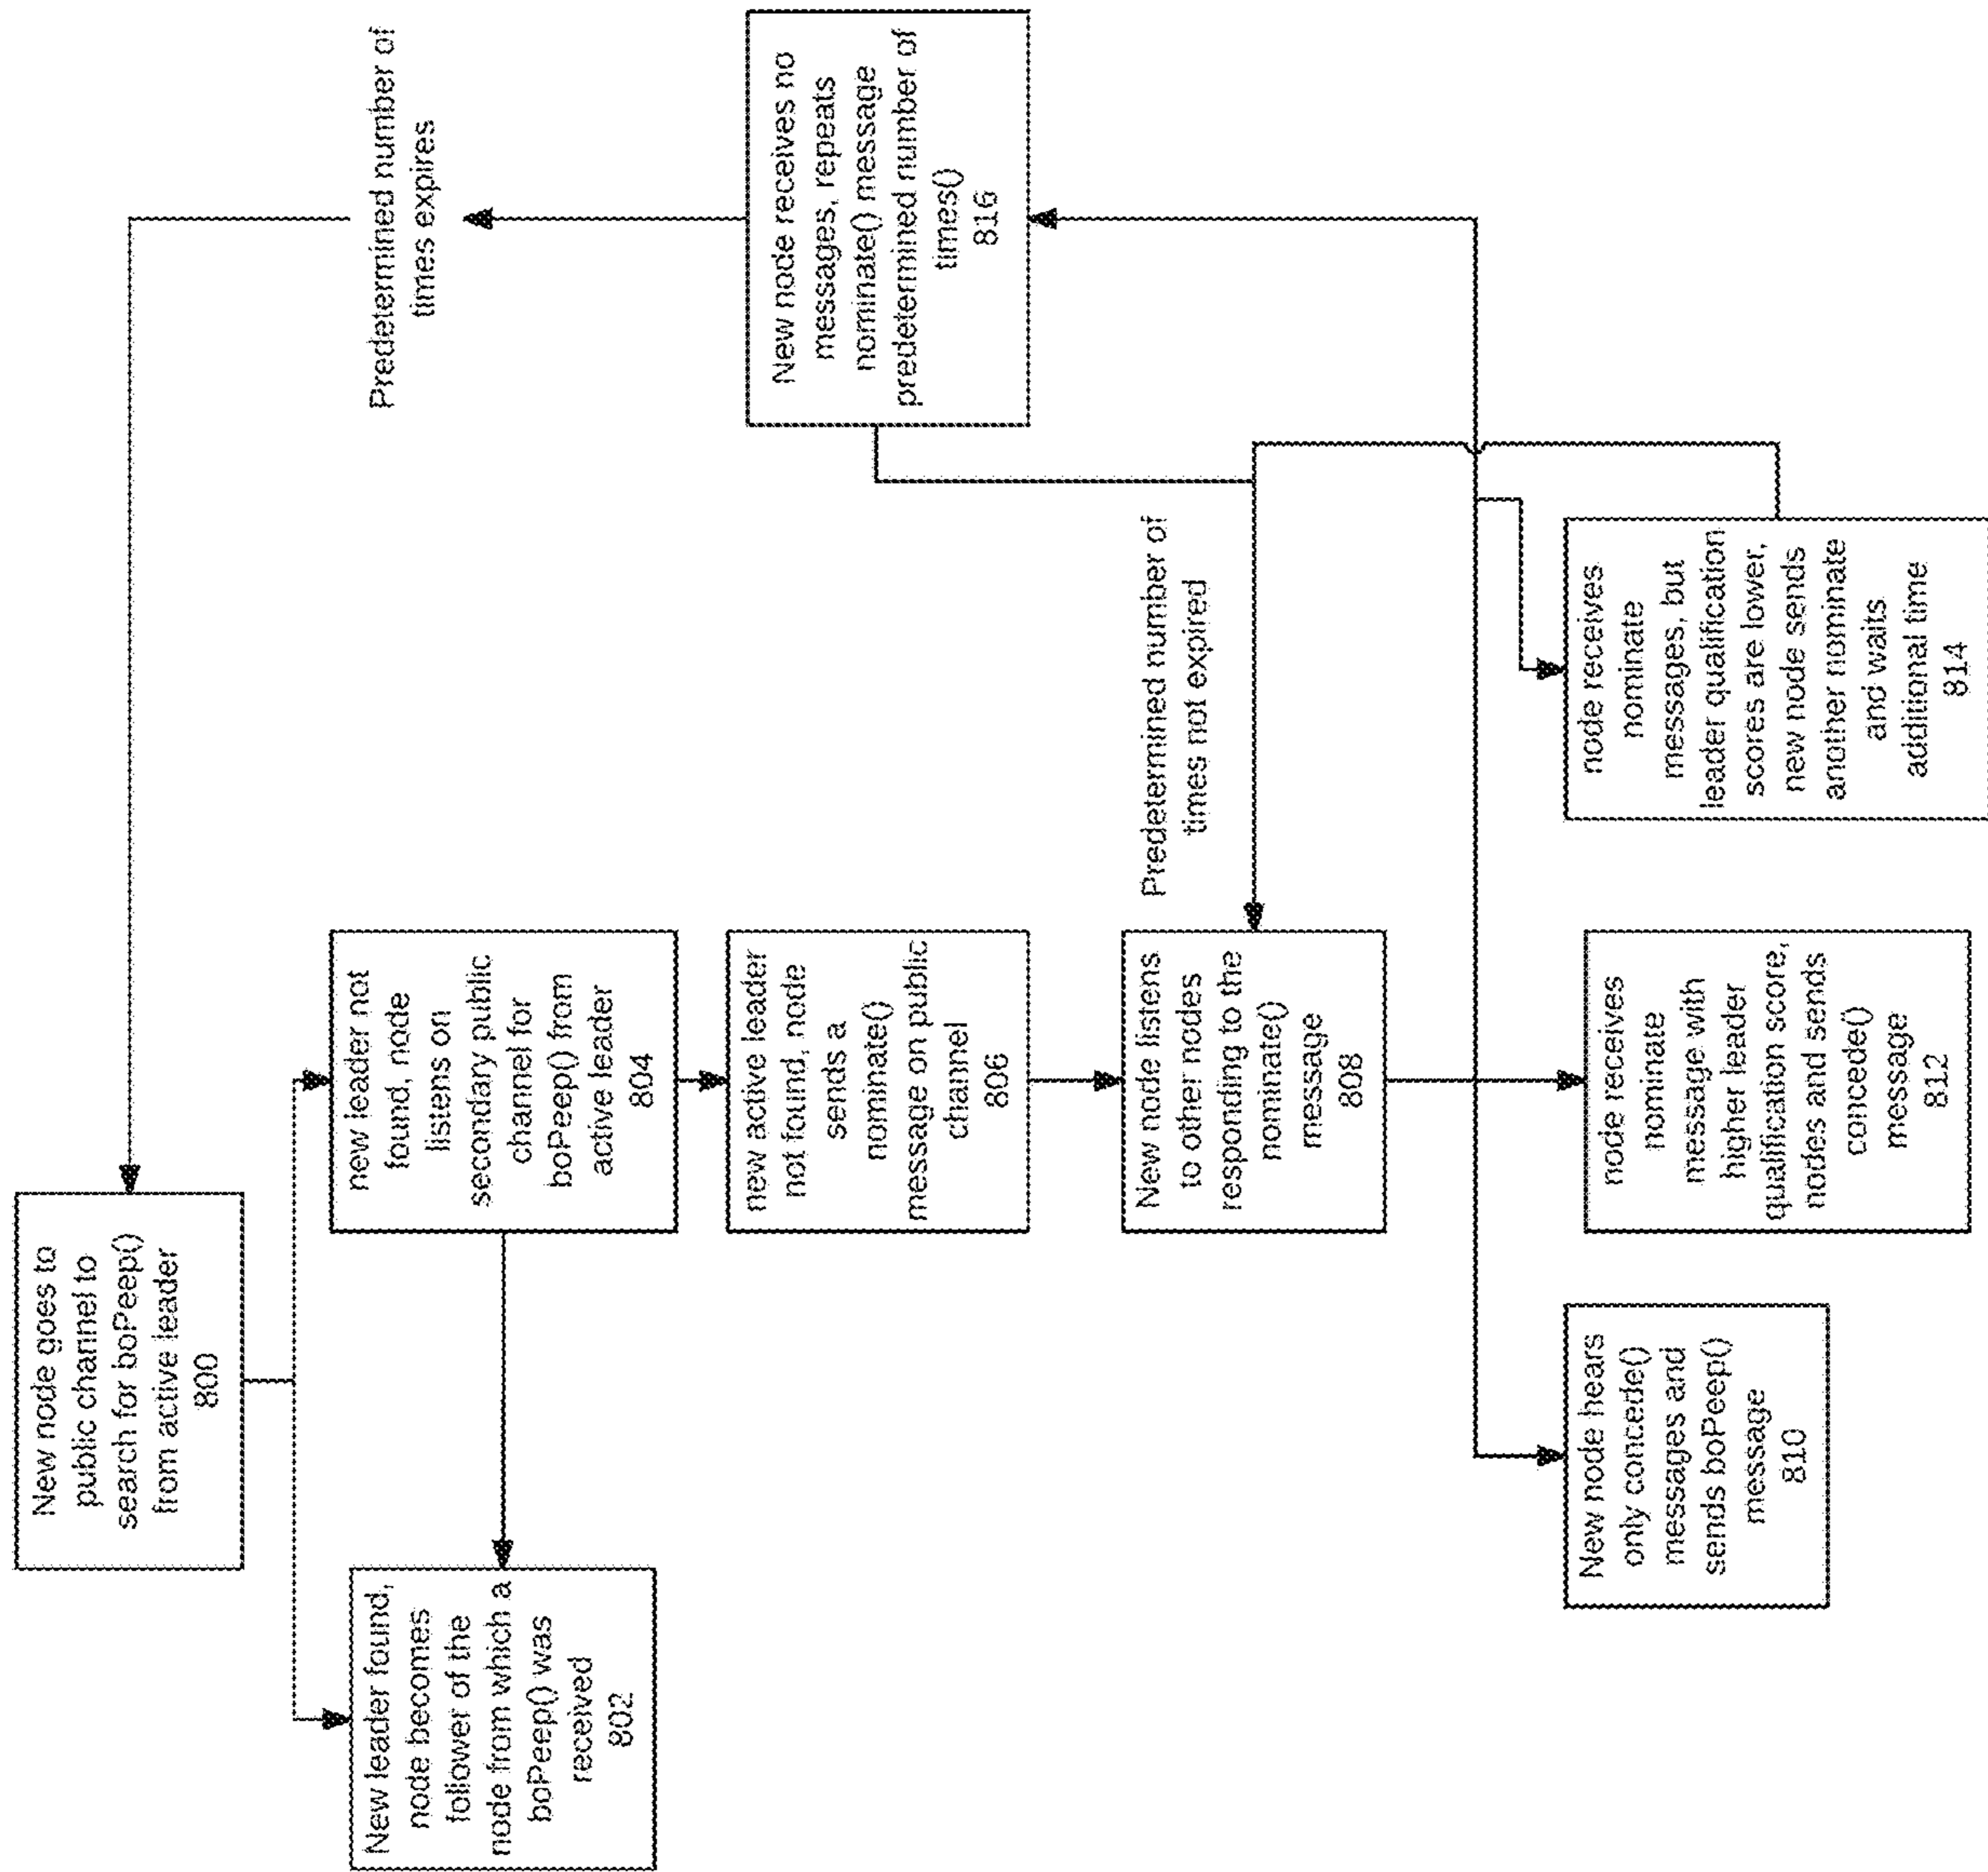 New node goes to
public channel to
search for boPeep()
from active leader
800
New leader found,
node becomes
follower of the
node from which a
boPeep() was
received
802
new leader not
found, node
listens on
secondary public
channel for
boPeep() from
active leader
804
Predetermined number of
times expires
new active leader
not found, node
sends a
nominate()
message on public
channel
806
New node receives no
messages, repeats
nominate() message
predetermined number of
times()
816
New node listens
to other nodes
responding to the
nominate()
message
808
Predetermined number of
times not expired
New node hears
only concede()
messages and
sends boPeep()
message
810
node receives
nominate
message with
higher leader
qualification score,
nodes and sends
concede()
message
812
node receives
nominate
messages, but
leader qualification
scores are lower,
new node sends
another nominate
and waits
additional time
814